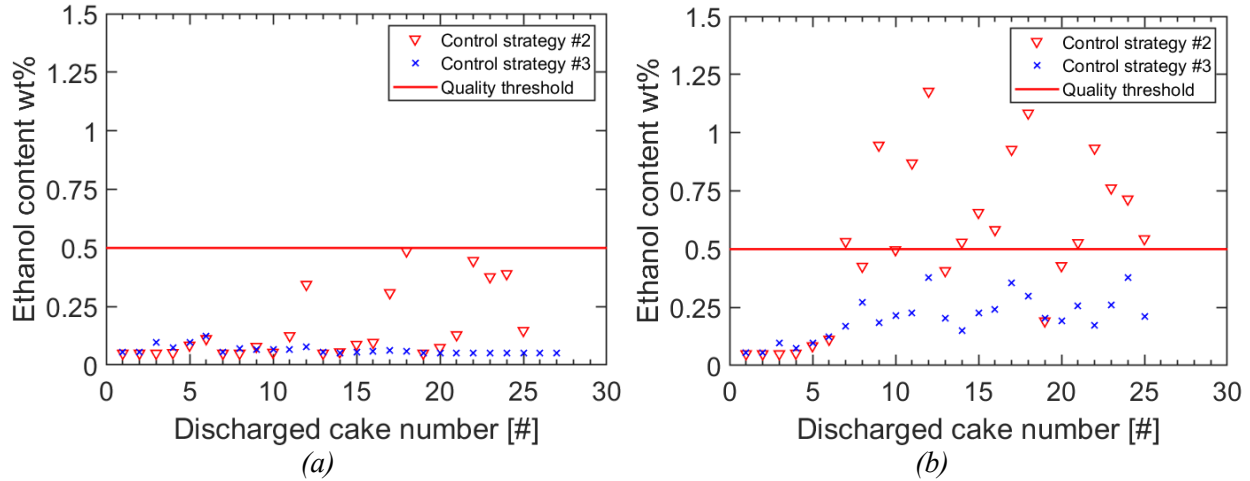 1.5
1.25
1
0.75
0.5
0.25
0
Ethanol content wt%
Control strategy #2
Control strategy #3
Quality threshold
0 5 10 15 20 25 30
Discharged cake number [#]
(a)
1.5
1.25
1
0.75
0.5
0.25
0
Ethanol content wt%
Control strategy #2
Control strategy #3
Quality threshold
0 5 10 15 20 25 30
Discharged cake number [#]
(b)